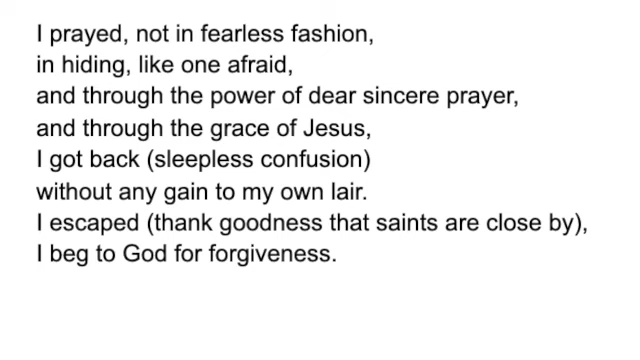 I prayed, not in fearless fashion,
in hiding, like one afraid,
and through the power of dear sincere prayer,
and through the grace of Jesus,
I got back (sleepless confusion)
without any gain to my own lair.
I escaped (thank goodness that saints are close by),
I beg to God for forgiveness.